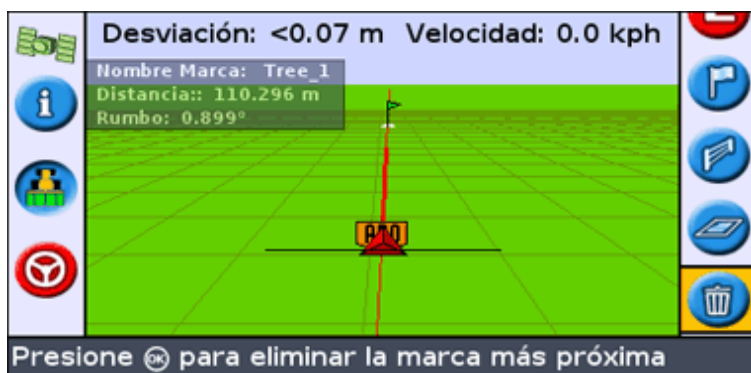 Desviación: <0.07 m Velocidad: 0.0 kph
Nombre Marca: Tree_1
Distancia:: 110.296 m
Rumbo: 0.899°
Presione OK para eliminar la marca más próxima